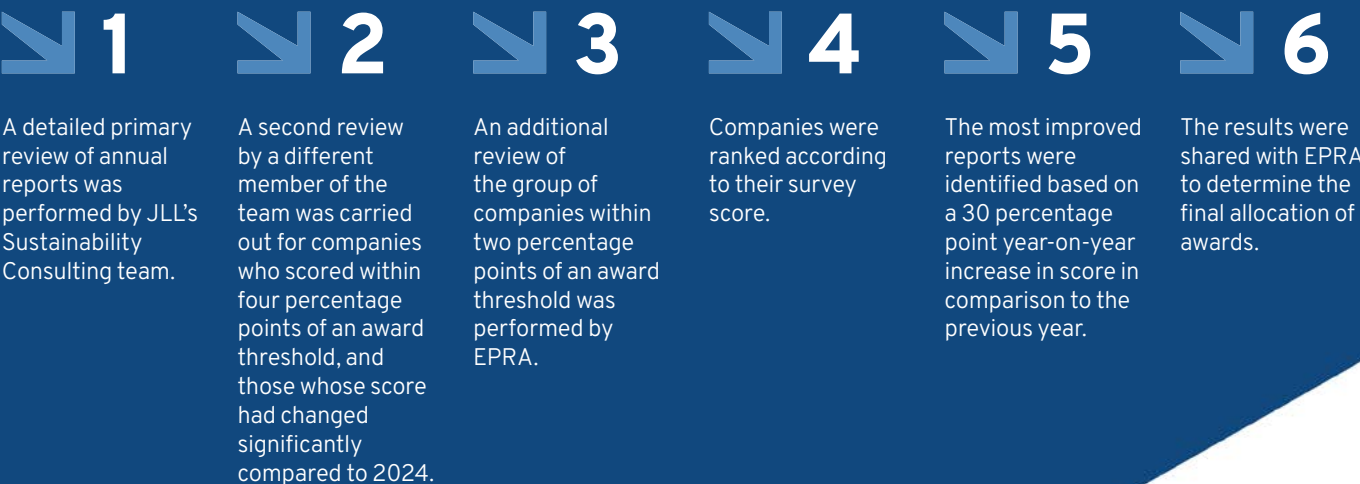 1
A detailed primary
review of annual
reports was
performed by JLL's
Sustainability
Consulting team.
2
A second review
by a different
member of the
team was carried
out for companies
who scored within
four percentage
points of an award
threshold, and
those whose score
had changed
significantly
compared to 2024.
3
An additional
review of
the group of
companies within
two percentage
points of an award
threshold was
performed by
EPRA.
4
Companies were
ranked according
to their survey
score.
5
The most improved
reports were
identified based on
a 30 percentage
point year-on-year
increase in score in
comparison to the
previous year.
6
The results were
shared with EPRA
to determine the
final allocation of
awards.